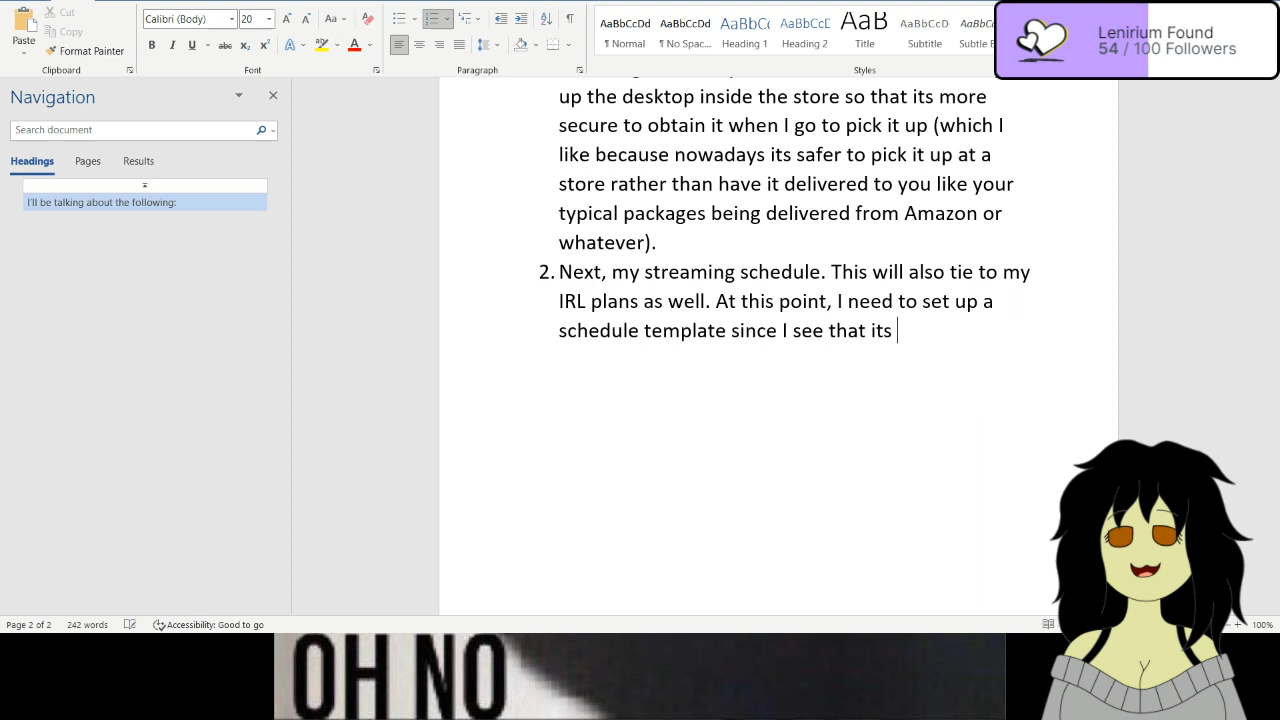 Cut
Copy
Paste
Format Painter
Clipboard
Calibri (Body)
20
Aa
abc
Font
Paragraph
AaBbCcDd
¶ Normal
AaBbCcDd
¶ No Spac...
AaBbCc
Heading 1
AaBbCcD
Heading 2
AaB
Title
AaBbCcD
Subtitle
AaBbCcD
Subtle E
Styles
Lenirium Found
54 / 100 Followers
Navigation
Search document
Headings
Pages
Results
I'll be talking about the following:
up the desktop inside the store so that its more
secure to obtain it when I go to pick it up (which I
like because nowadays its safer to pick it up at a
store rather than have it delivered to you like your
typical packages being delivered from Amazon or
whatever).
2. Next, my streaming schedule. This will also tie to my
IRL plans as well. At this point, I need to set up a
schedule template since I see that its
Page 2 of 2
242 words
Accessibility: Good to go
100%
OH NO